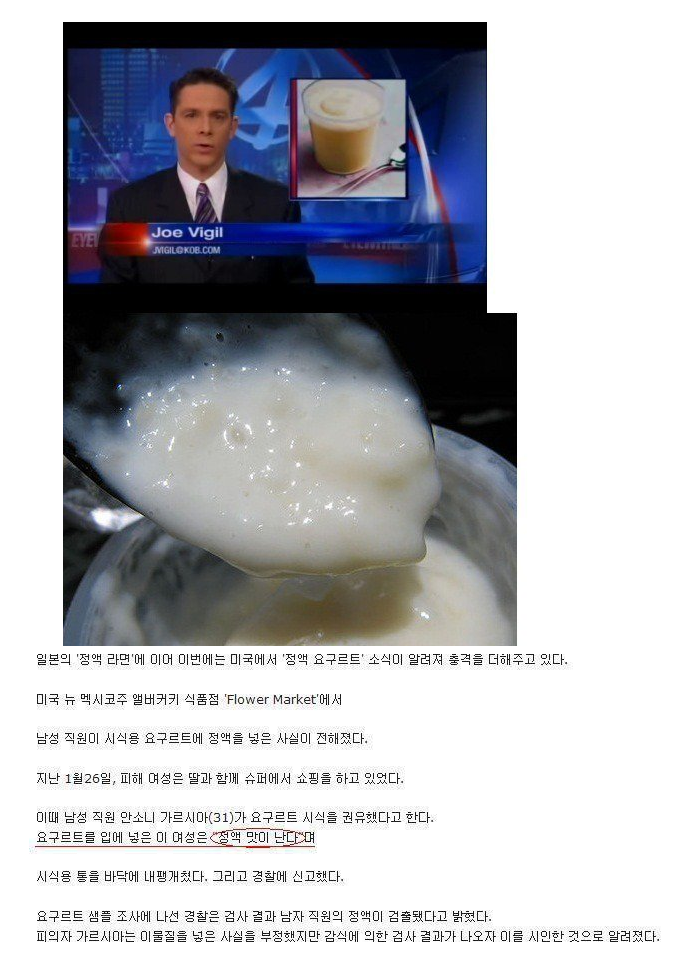 Joe Vigil
JVIGIL@KOB.COM
일본의 '정액 라면'에 이어 이번에는 미국에서 '정액 요구르트' 소식이 알려져 충격을 더해주고 있다.
미국 뉴 멕시코주 앨버커키 식품점 'Flower Market'에서
남성 직원이 시식용 요구르트에 정액을 넣은 사실이 전해졌다.
지난 1월26일, 피해 여성은 딸과 함께 슈퍼에서 쇼핑을 하고 있었다.
이때 남성 직원 안소니 가르시아(31)가 요구르트 시식을 권유했다고 한다.
요구르트를 입에 넣은 이 여성은 "정액 맛이 난다"며
시식용 통을 바닥에 내팽개쳤다. 그리고 경찰에 신고했다.
요구르트 샘플 조사에 나선 경찰은 검사 결과 남자 직원의 정액이 검출됐다고 밝혔다.
피의자 가르시아는 이물질을 넣은 사실을 부정했지만 감식에 의한 검사 결과가 나오자 이를 시인한 것으로 알려졌다.